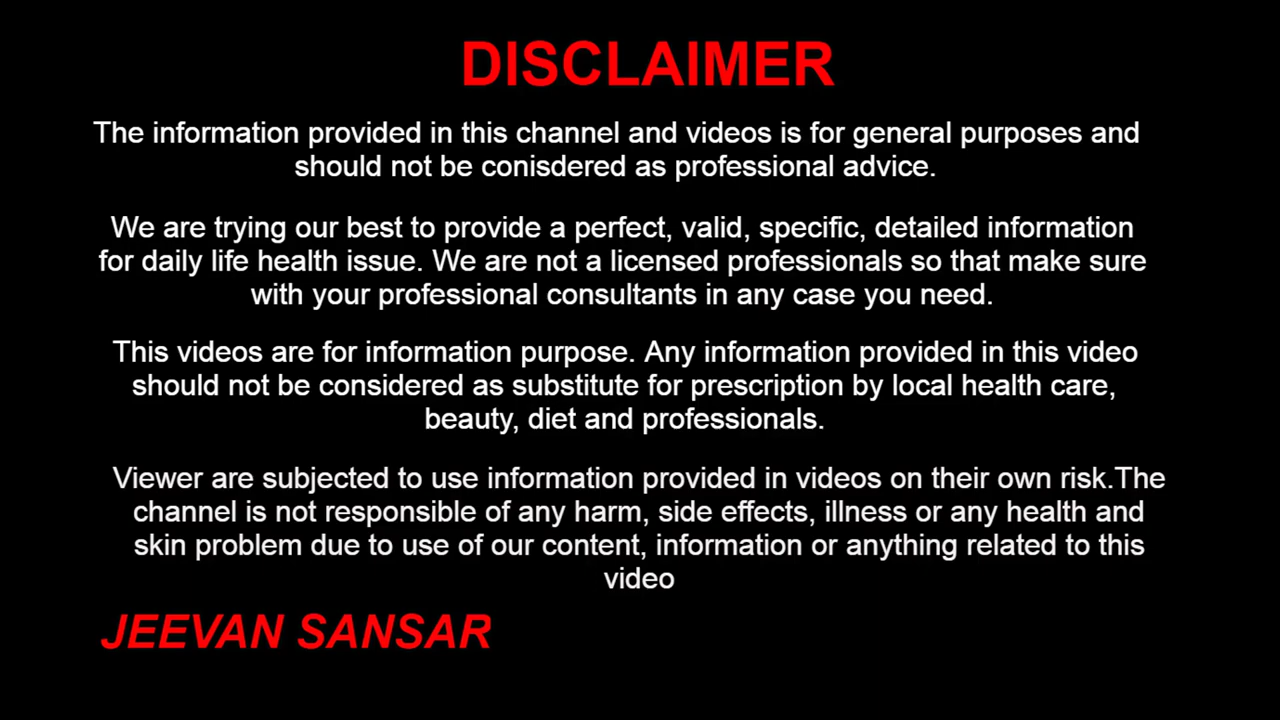 DISCLAIMER
The information provided in this channel and videos is for general purposes and
should not be conisdered as professional advice.
We are trying our best to provide a perfect, valid, specific, detailed information
for daily life health issue. We are not a licensed professionals so that make sure
with your professional consultants in any case you need.
This videos are for information purpose. Any information provided in this video
should not be considered as substitute for prescription by local health care,
beauty, diet and professionals.
Viewer are subjected to use information provided in videos on their own risk.The
channel is not responsible of any harm, side effects, illness or any health and
skin problem due to use of our content, information or anything related to this
video
JEEVAN SANSAR